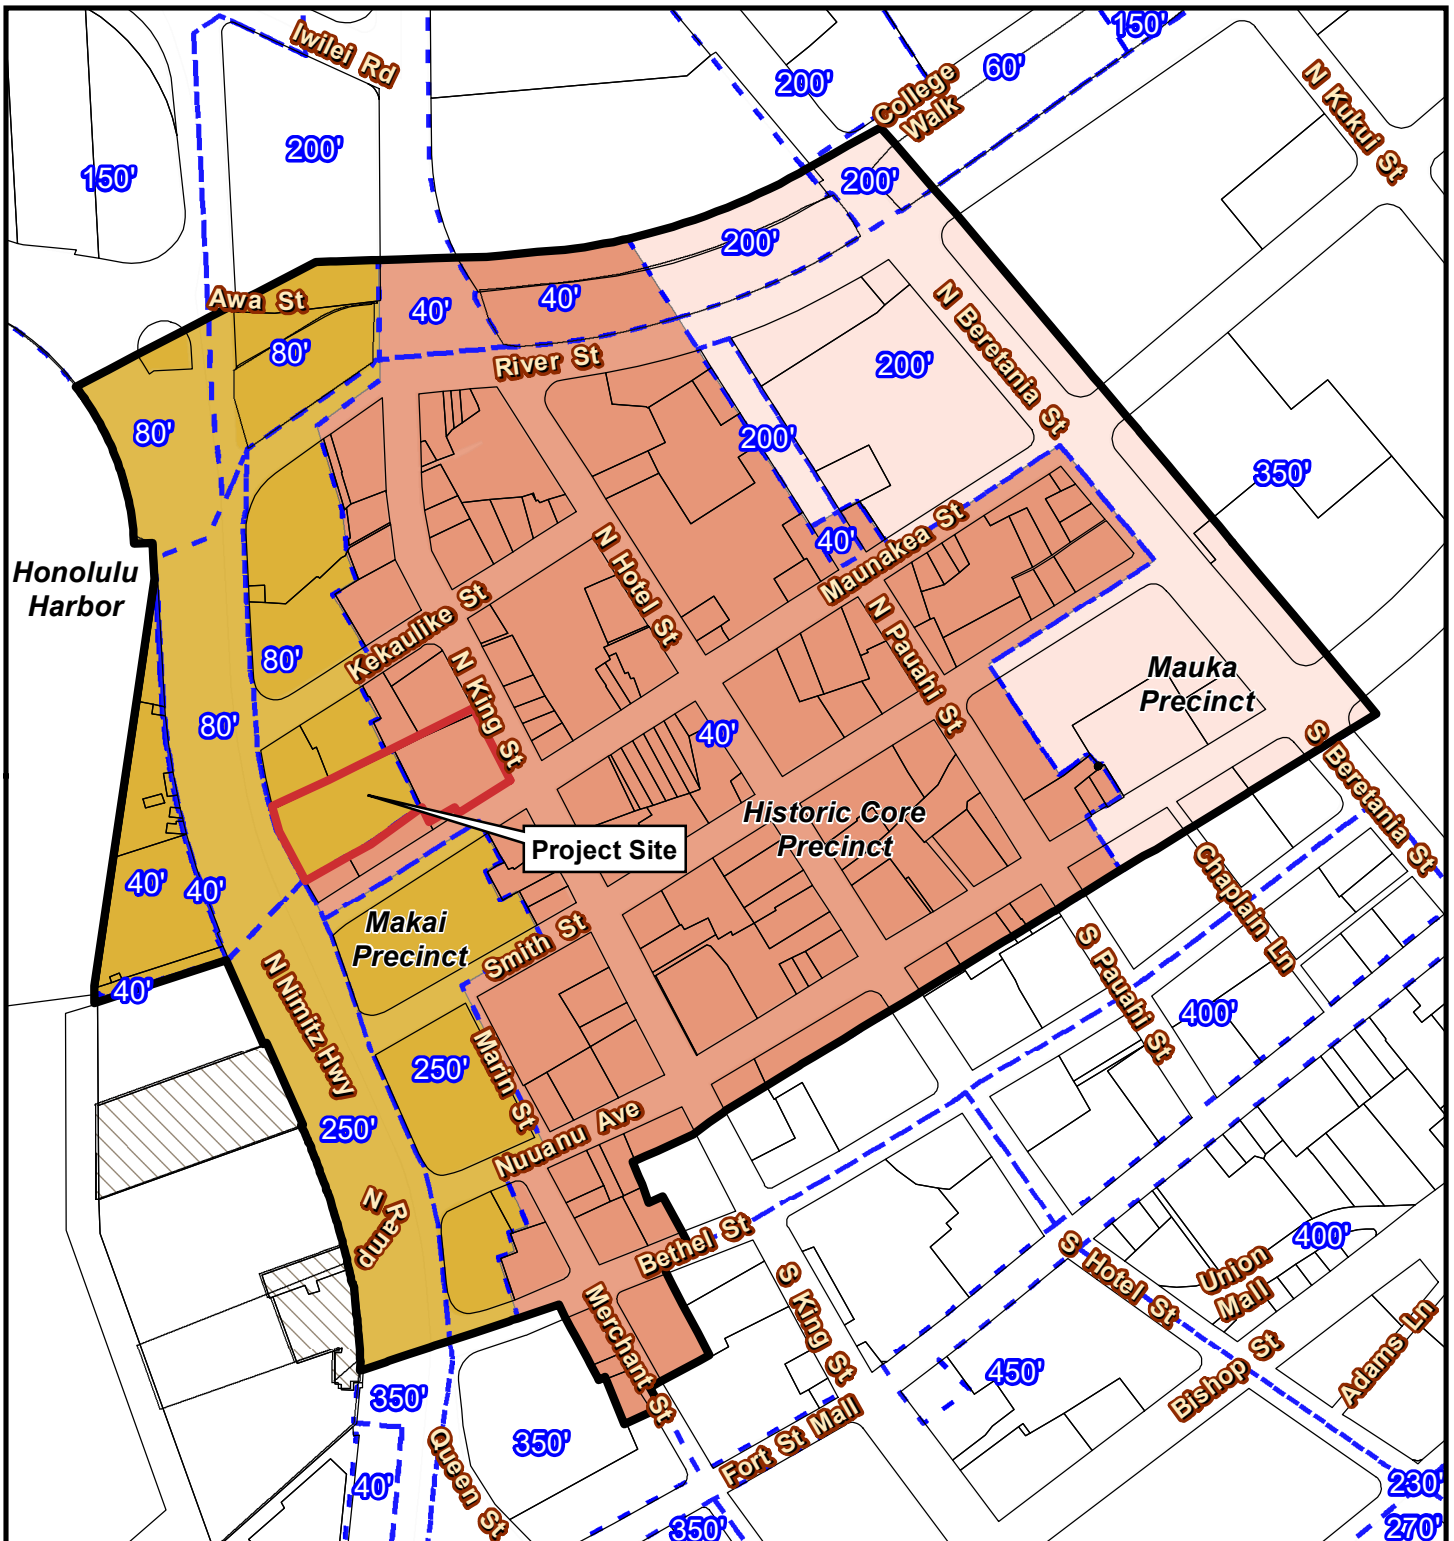 150'
Iwilei Rd
60'
200'
N Kukui St
College
Walk
200'
150'
200'
200'
Awa St
40'
40'
N Beretania St
River St
80'
200'
80'
200'
350'
40'
Maunakea St
N Hotel St
Honolulu
Harbor
Kekaulike St
N Pauahi St
80'
N King St
Mauka
Precinct
80'
40'
S Beretania St
Historic Core
Precinct
Project Site
40'
40'
Chaplain Ln
Makai
Precinct
Smith St
40'
N Nimitz Hwy
S Pauahi St
400'
250'
Marin St
250'
Nuuanu Ave
N Ramp
Bethel St
400'
Union
Mall
S Hotel St
S King St
Merchant St
Adams Ln
Bishop St
450'
350'
Fort St Mall
350'
Queen St
40'
230'
350'
270'